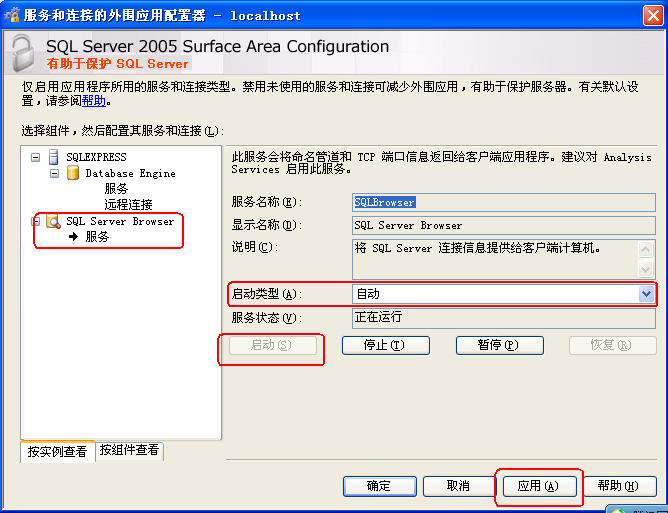 服务和连接的外围应用配置器 - localhost
SQL Server 2005 Surface Area Configuration
有助于保护 SQL Server
仅启用应用程序所用的服务和连接类型。禁用未使用的服务和连接可减少外围应用，有助于保护服务器。有关默认设
置，请参阅帮助。
选择组件，然后配置其服务和连接(L):
SQLEXPRESS
Database Engine
服务
远程连接
SQL Server Browser
服务
按实例查看
按组件查看
此服务会将命名管道和 TCP 端口信息返回给客户端应用程序。建议对 Analysis
Services 启用此服务。
服务名称(E): SQLBrowser
显示名称(D): SQL Server Browser
说明(C): 将 SQL Server 连接信息提供给客户端计算机。
启动类型(A): 自动
服务状态(V): 正在运行
启动(S) 停止(T) 暂停(P) 恢复(R)
确定 取消 应用(A) 帮助(H)